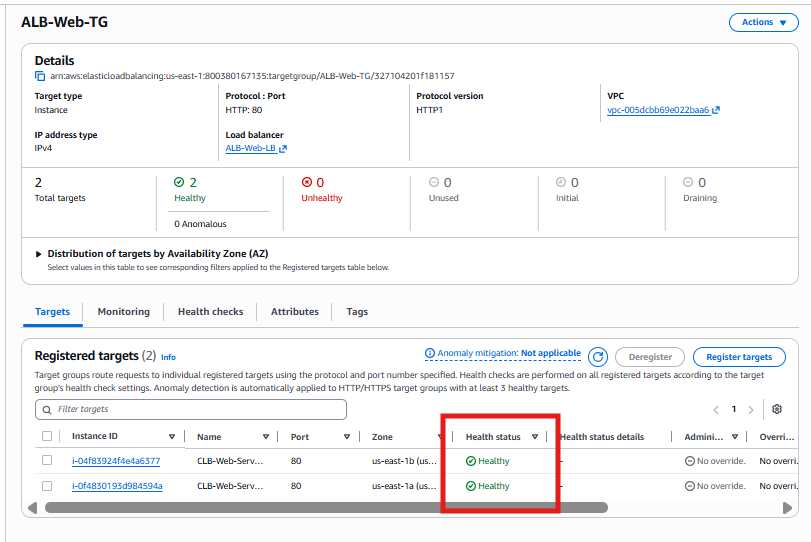 ALB-Web-TG
Actions
Details
arn:aws:elasticloadbalancing:us-east-1:800380167135:targetgroup/ALB-Web-TG/327104201f181157
Target type
Instance
Protocol : Port
HTTP: 80
Protocol version
HTTP1
VPC
vpc-005dcbb69e022baa6
IP address type
IPv4
Load balancer
ALB-Web-LB
2
Total targets
2
Healthy
0 Anomalous
0
Unhealthy
0
Unused
0
Initial
0
Draining
Distribution of targets by Availability Zone (AZ)
Select values in this table to see corresponding filters applied to the Registered targets table below.
Targets Monitoring Health checks Attributes Tags
Registered targets (2) Info
Anomaly mitigation: Not applicable
Deregister
Register targets
Target groups route requests to individual registered targets using the protocol and port number specified. Health checks are performed on all registered targets according to the target
group's health check settings. Anomaly detection is automatically applied to HTTP/HTTPS target groups with at least 3 healthy targets.
Filter targets
1
Instance ID Name Port Zone Health status Health status details Admini... Overri...
i-04f83924f4e4a6377 CLB-Web-Serv... 80 us-east-1b (us... Healthy - No override. No overri.
i-0f4830193d984594a CLB-Web-Serv... 80 us-east-1a (us... Healthy - No override. No overri.